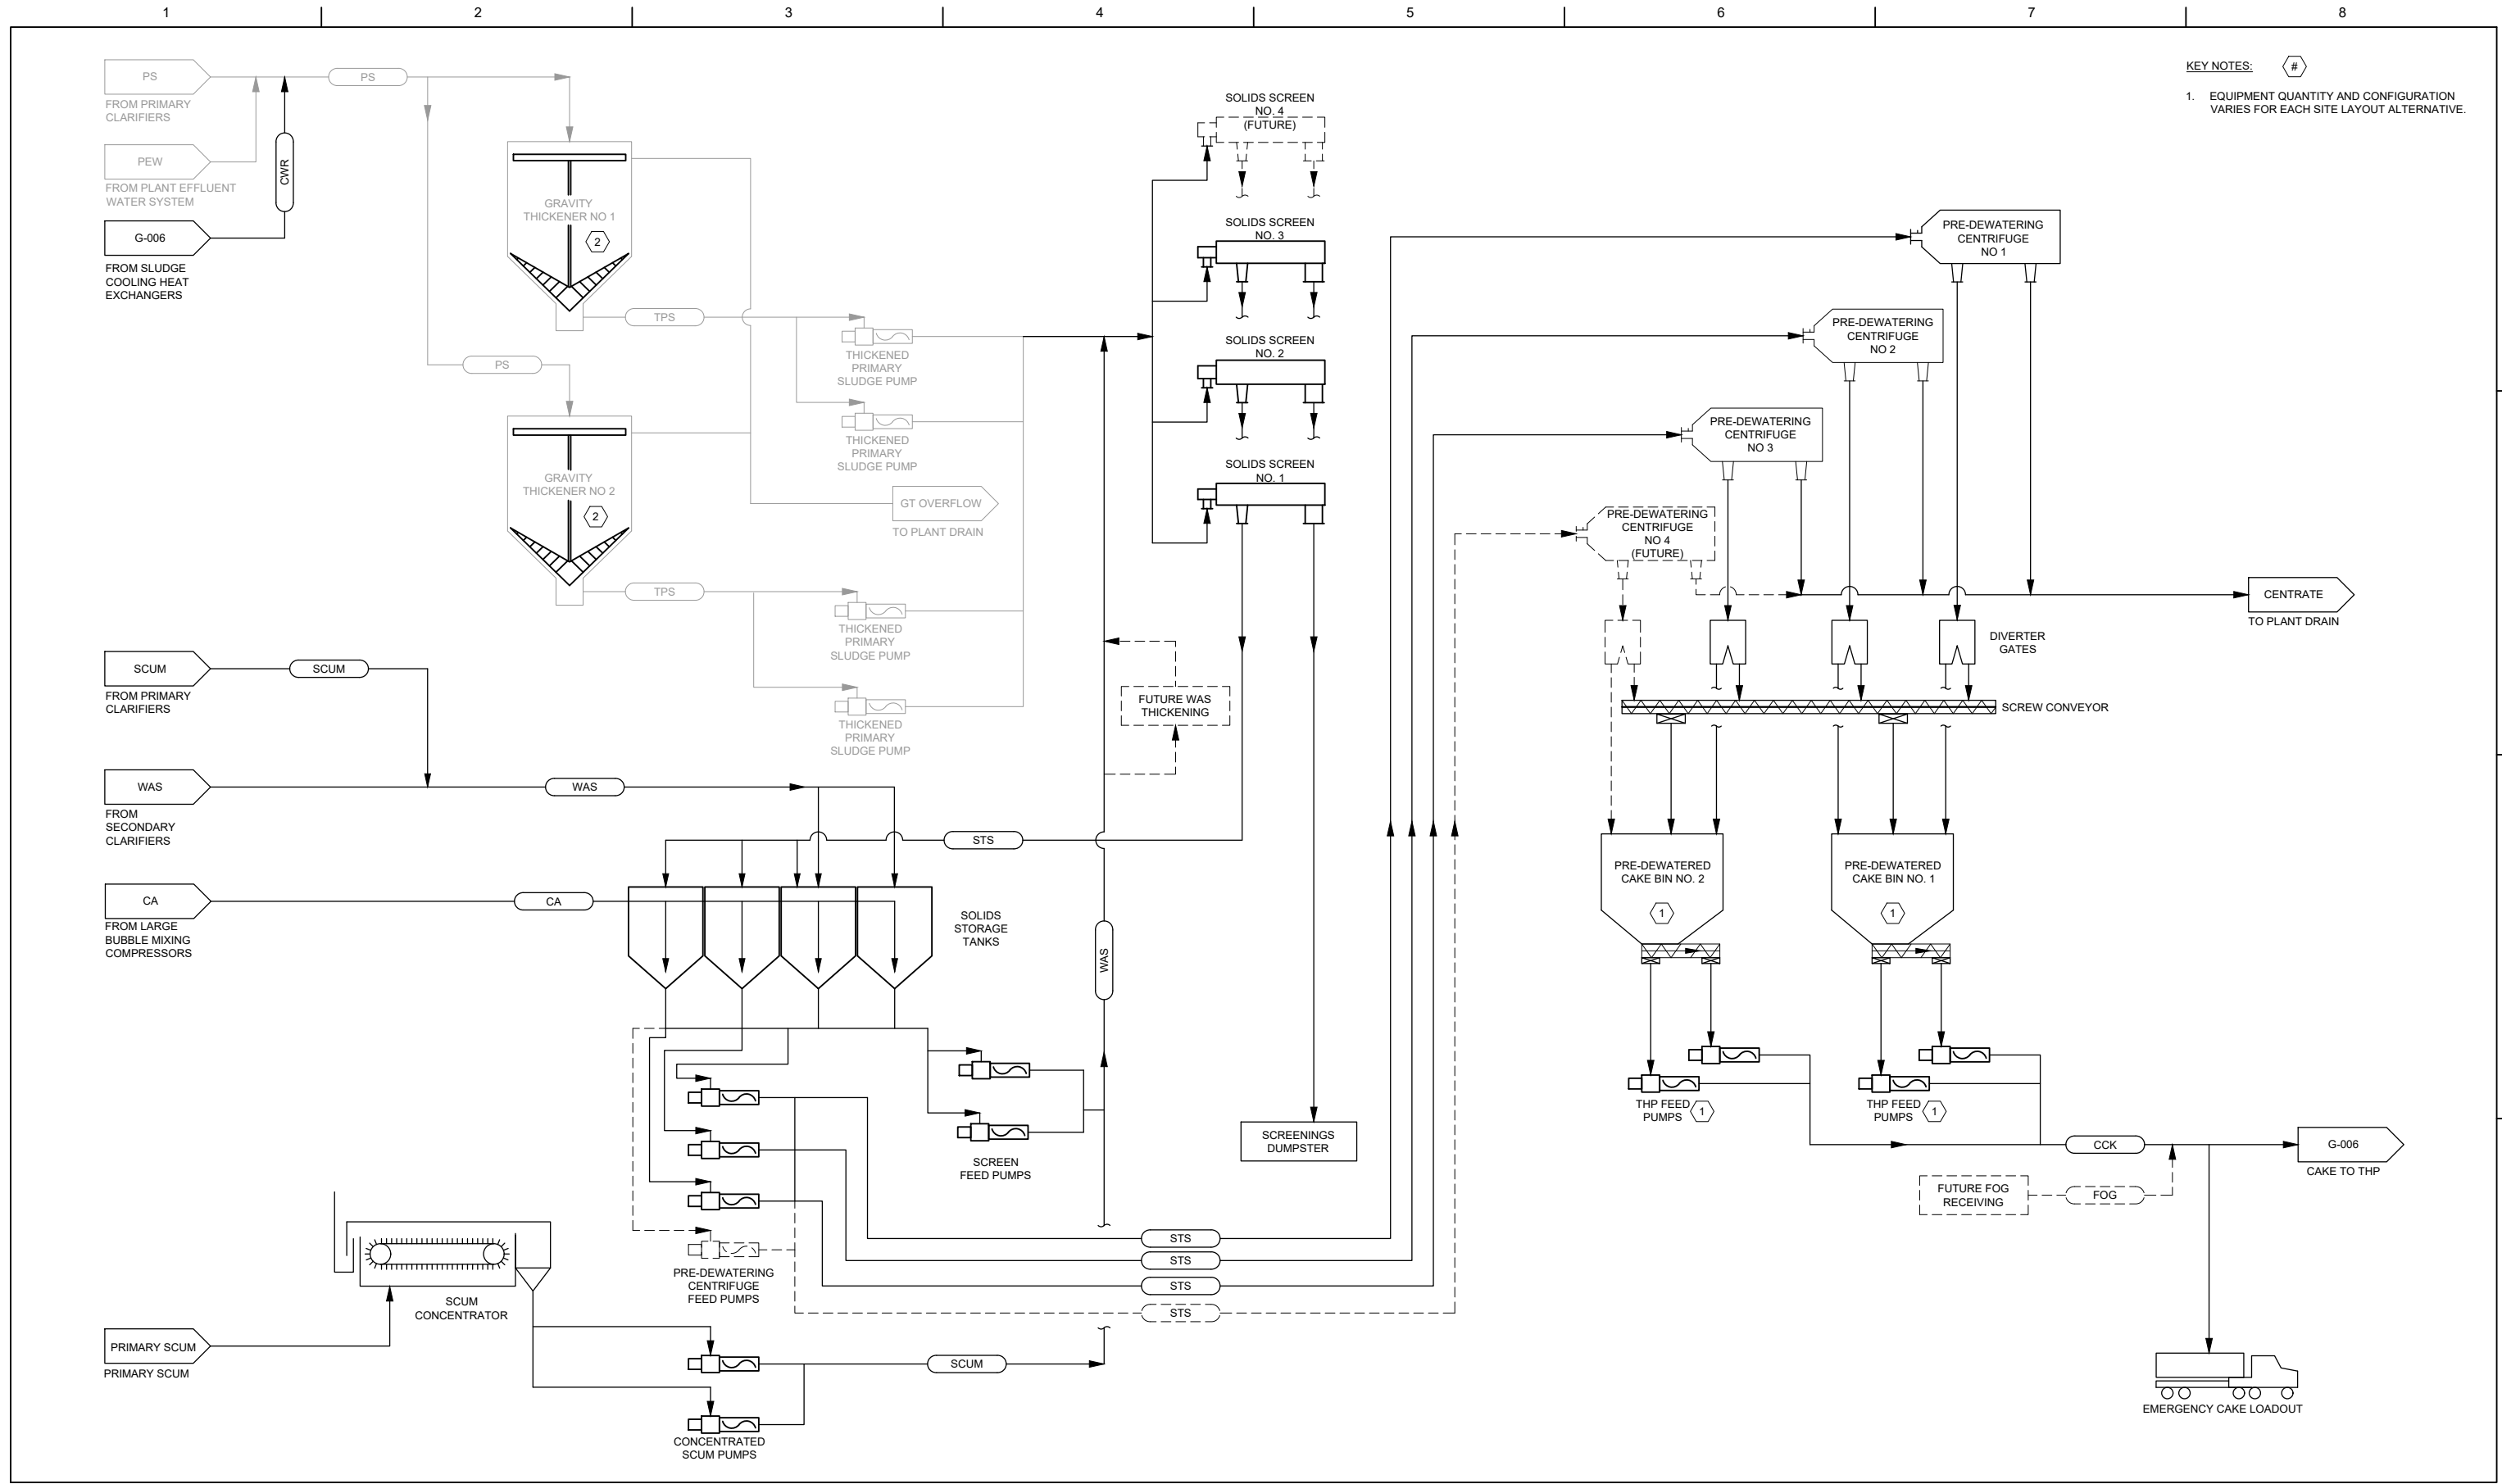 1
2
3
4
5
6
7
8
KEY NOTES:
#
1. EQUIPMENT QUANTITY AND CONFIGURATION
VARIES FOR EACH SITE LAYOUT ALTERNATIVE.
PS
FROM PRIMARY
CLARIFIERS
PEW
FROM PLANT EFFLUENT
WATER SYSTEM
G-006
FROM SLUDGE
COOLING HEAT
EXCHANGERS
CWR
PS
PS
GRAVITY
THICKENER NO 1
2
GRAVITY
THICKENER NO 2
2
TPS
TPS
THICKENED
PRIMARY
SLUDGE PUMP
THICKENED
PRIMARY
SLUDGE PUMP
GT OVERFLOW
TO PLANT DRAIN
THICKENED
PRIMARY
SLUDGE PUMP
THICKENED
PRIMARY
SLUDGE PUMP
SOLIDS SCREEN
NO. 4
(FUTURE)
SOLIDS SCREEN
NO. 3
SOLIDS SCREEN
NO. 2
SOLIDS SCREEN
NO. 1
FUTURE WAS
THICKENING
PRE-DEWATERING
CENTRIFUGE
NO 1
PRE-DEWATERING
CENTRIFUGE
NO 2
PRE-DEWATERING
CENTRIFUGE
NO 3
PRE-DEWATERING
CENTRIFUGE
NO 4
(FUTURE)
CENTRATE
TO PLANT DRAIN
DIVERTER
GATES
SCREW CONVEYOR
SCUM
FROM PRIMARY
CLARIFIERS
SCUM
WAS
FROM
SECONDARY
CLARIFIERS
WAS
CA
FROM LARGE
BUBBLE MIXING
COMPRESSORS
CA
STS
SOLIDS
STORAGE
TANKS
WAS
PRE-DEWATERED
CAKE BIN NO. 2
1
PRE-DEWATERED
CAKE BIN NO. 1
1
SCREEN
FEED PUMPS
PRE-DEWATERING
CENTRIFUGE
FEED PUMPS
STS
STS
STS
STS
SCREENINGS
DUMPSTER
THP FEED
PUMPS
1
THP FEED
PUMPS
1
CCK
G-006
CAKE TO THP
FUTURE FOG
RECEIVING
FOG
EMERGENCY CAKE LOADOUT
SCUM
CONCENTRATOR
PRIMARY SCUM
PRIMARY SCUM
SCUM
CONCENTRATED
SCUM PUMPS